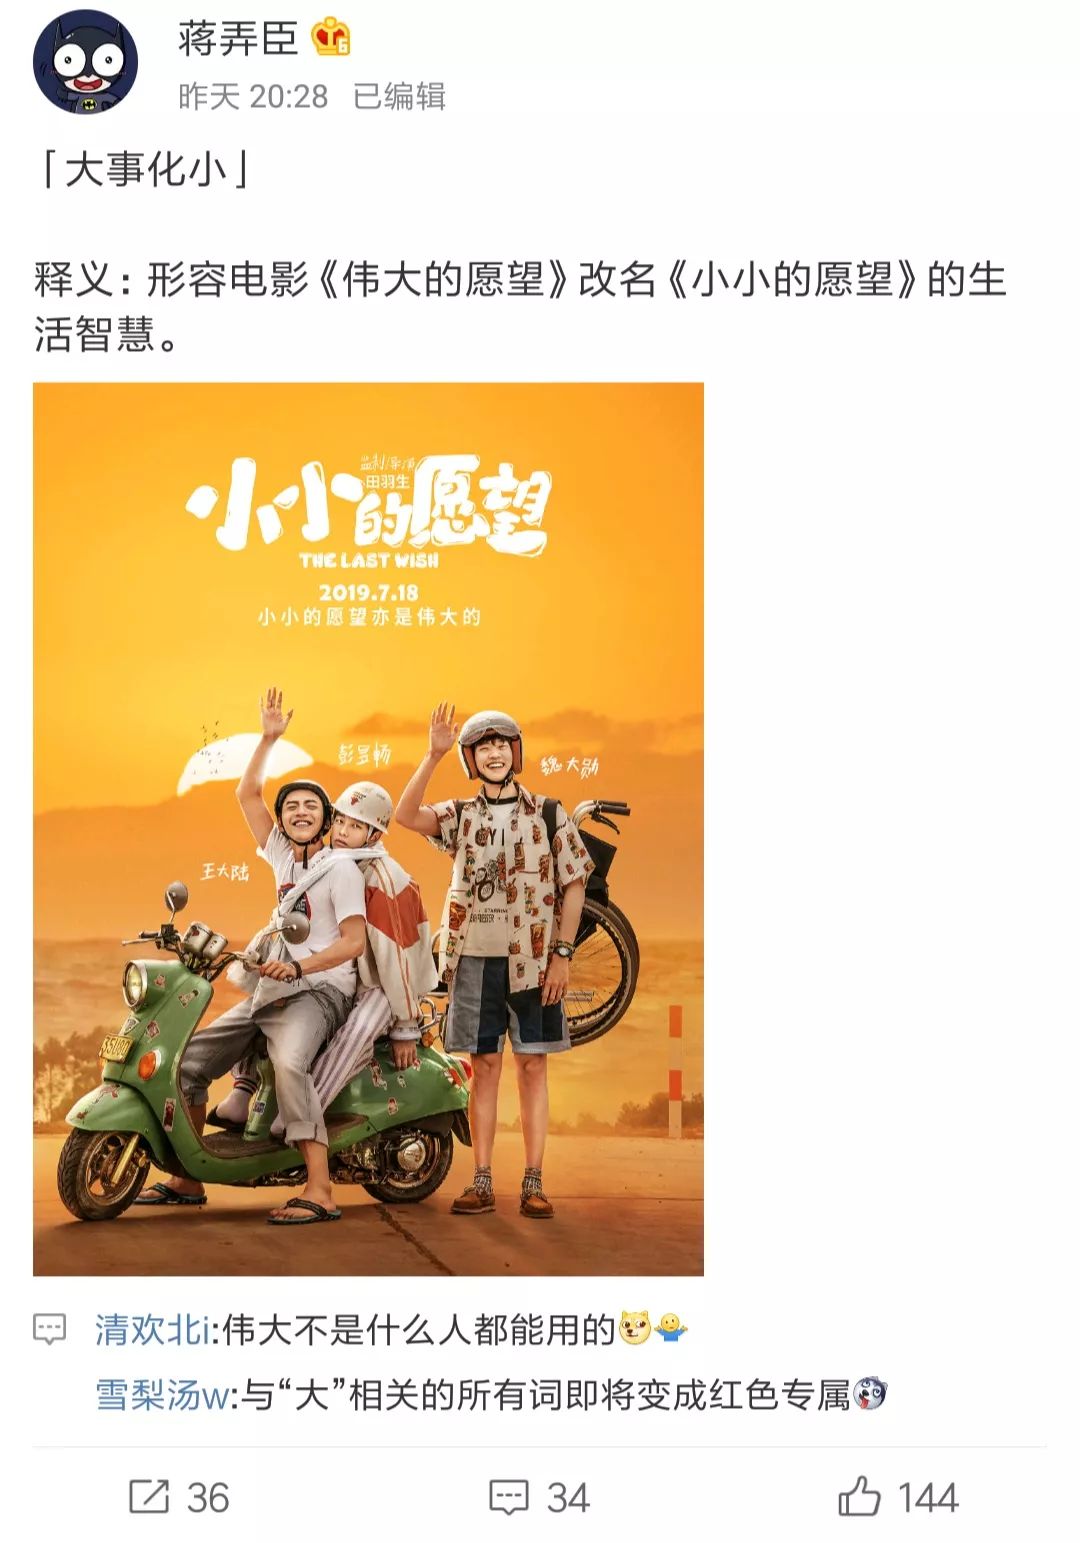 蒋弄臣
6
昨天 20:28 已编辑
「大事化小」
释义：形容电影《伟大的愿望》改名《小小的愿望》的生
活智慧。
监制/导演
田羽生
小小的愿望
THE LAST WISH
2019.7.18
小小的愿望亦是伟大的
彭昱畅
魏大勋
王大陆
清欢北i:伟大不是什么人都能用的
雪梨汤w:与“大”相关的所有词即将变成红色专属
36 34 144